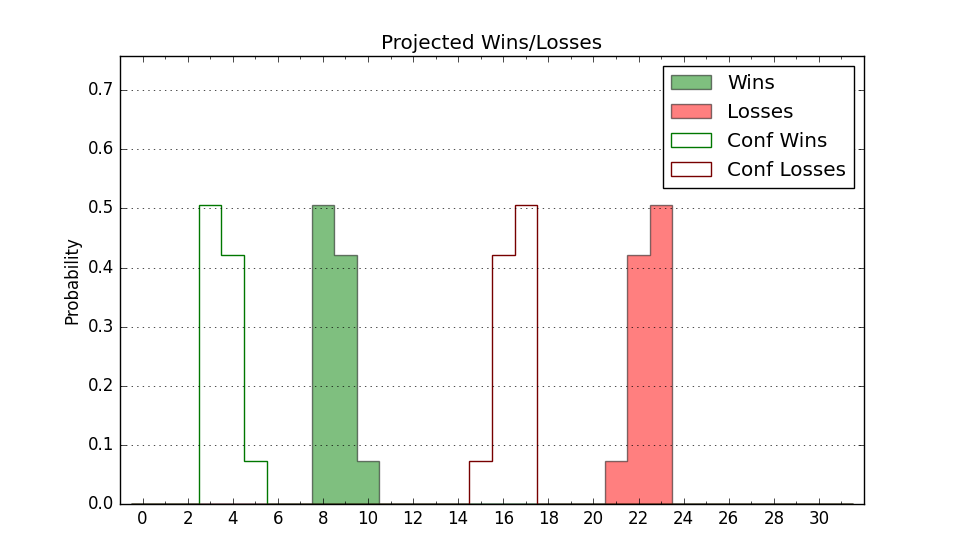 Projected Wins/Losses
Wins
Losses
Conf Wins
Conf Losses
Probability
0.7
0.6
0.5
0.4
0.3
0.2
0.1
0.0
0 2 4 6 8 10 12 14 16 18 20 22 24 26 28 30